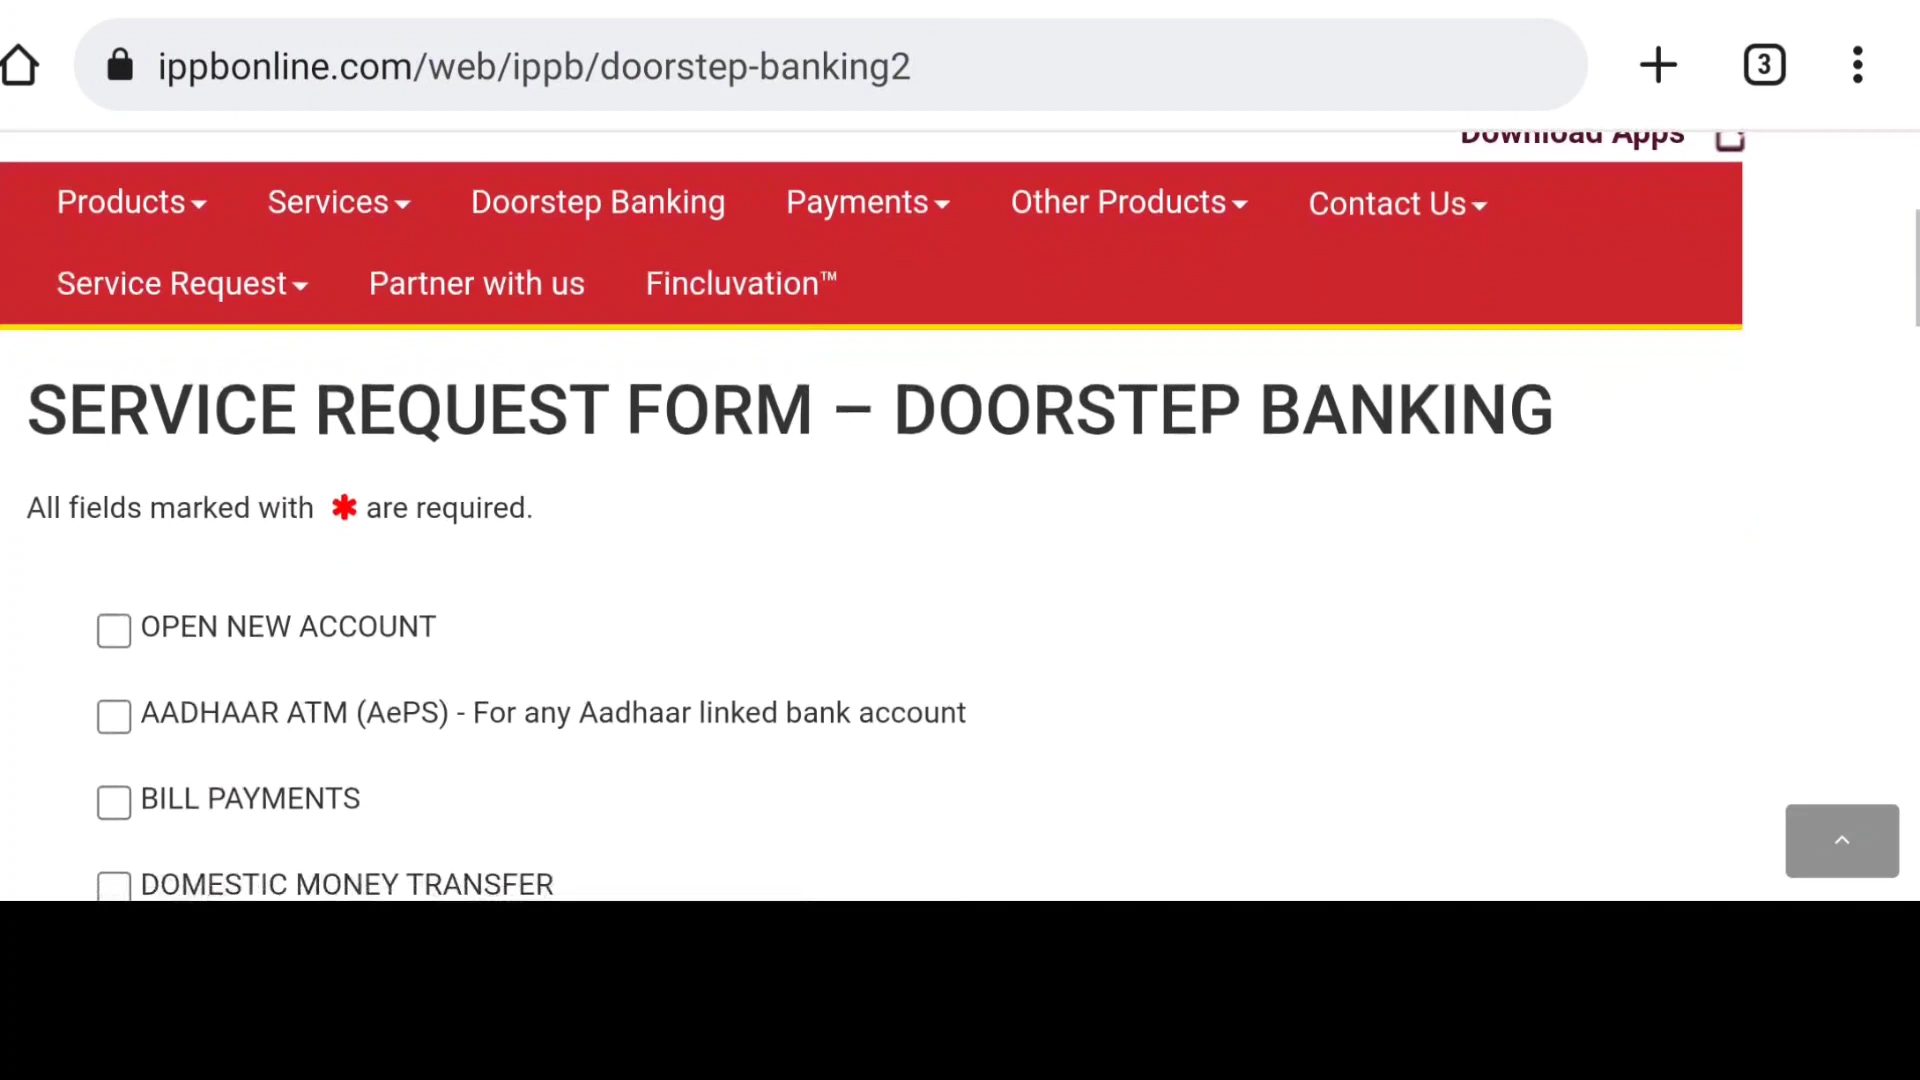 ippbonline.com/web/ippb/doorstep-banking2
3
Download Apps
Products Services Doorstep Banking Payments Other Products Contact Us
Service Request Partner with us Fincluvation™
SERVICE REQUEST FORM – DOORSTEP BANKING
All fields marked with * are required.
OPEN NEW ACCOUNT
AADHAAR ATM (AePS) - For any Aadhaar linked bank account
BILL PAYMENTS
DOMESTIC MONEY TRANSFER